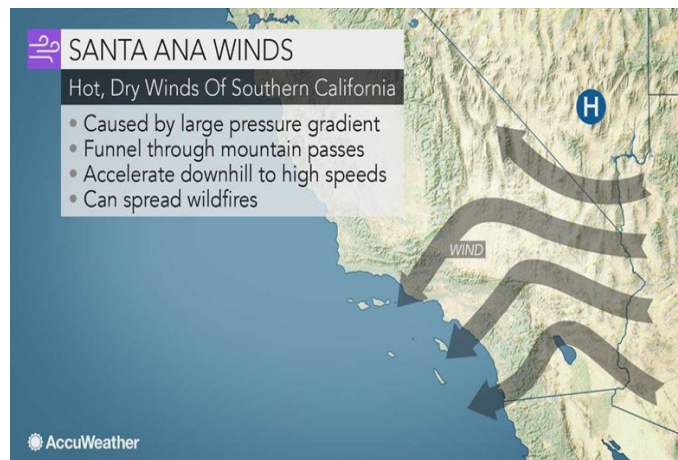 SANTA ANA WINDS
Hot, Dry Winds Of Southern California
• Caused by large pressure gradient
• Funnel through mountain passes
• Accelerate downhill to high speeds
• Can spread wildfires
H
WIND
AccuWeather